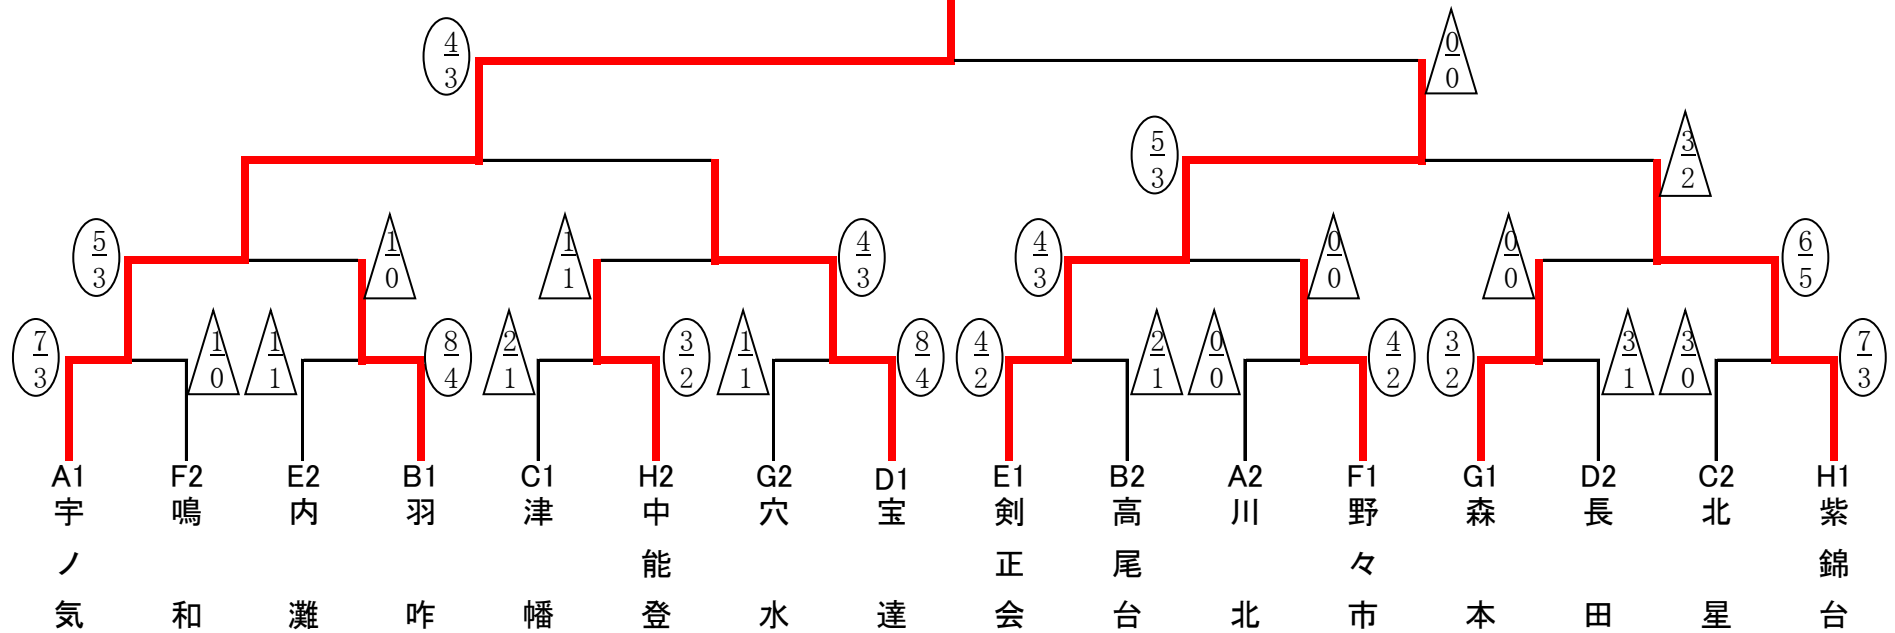 4 0
3 0
5 3
3 2
5 1 1 4 4 0 0 6
3 0 1 3 3 0 0 5
7 1 1 8 2 3 1 8 4 2 0 4 3 3 3 7
3 0 1 4 1 2 1 4 2 1 0 2 2 1 0 3
A1 F2 E2 B1 C1 H2 G2 D1 E1 B2 A2 F1 G1 D2 C2 H1
宇ノ気
鳴和
内灘
羽咋
津幡
中能登
穴水
宝達
剣正会
高尾台
川北
野々市
森本
長田
北星
紫錦台